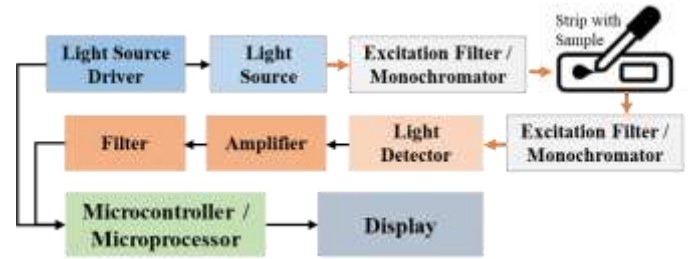 Light Source
Driver
Light
Source
Excitation Filter /
Monochromator
Strip with
Sample
Filter
Amplifier
Light
Detector
Excitation Filter /
Monochromator
Microcontroller /
Microprocessor
Display